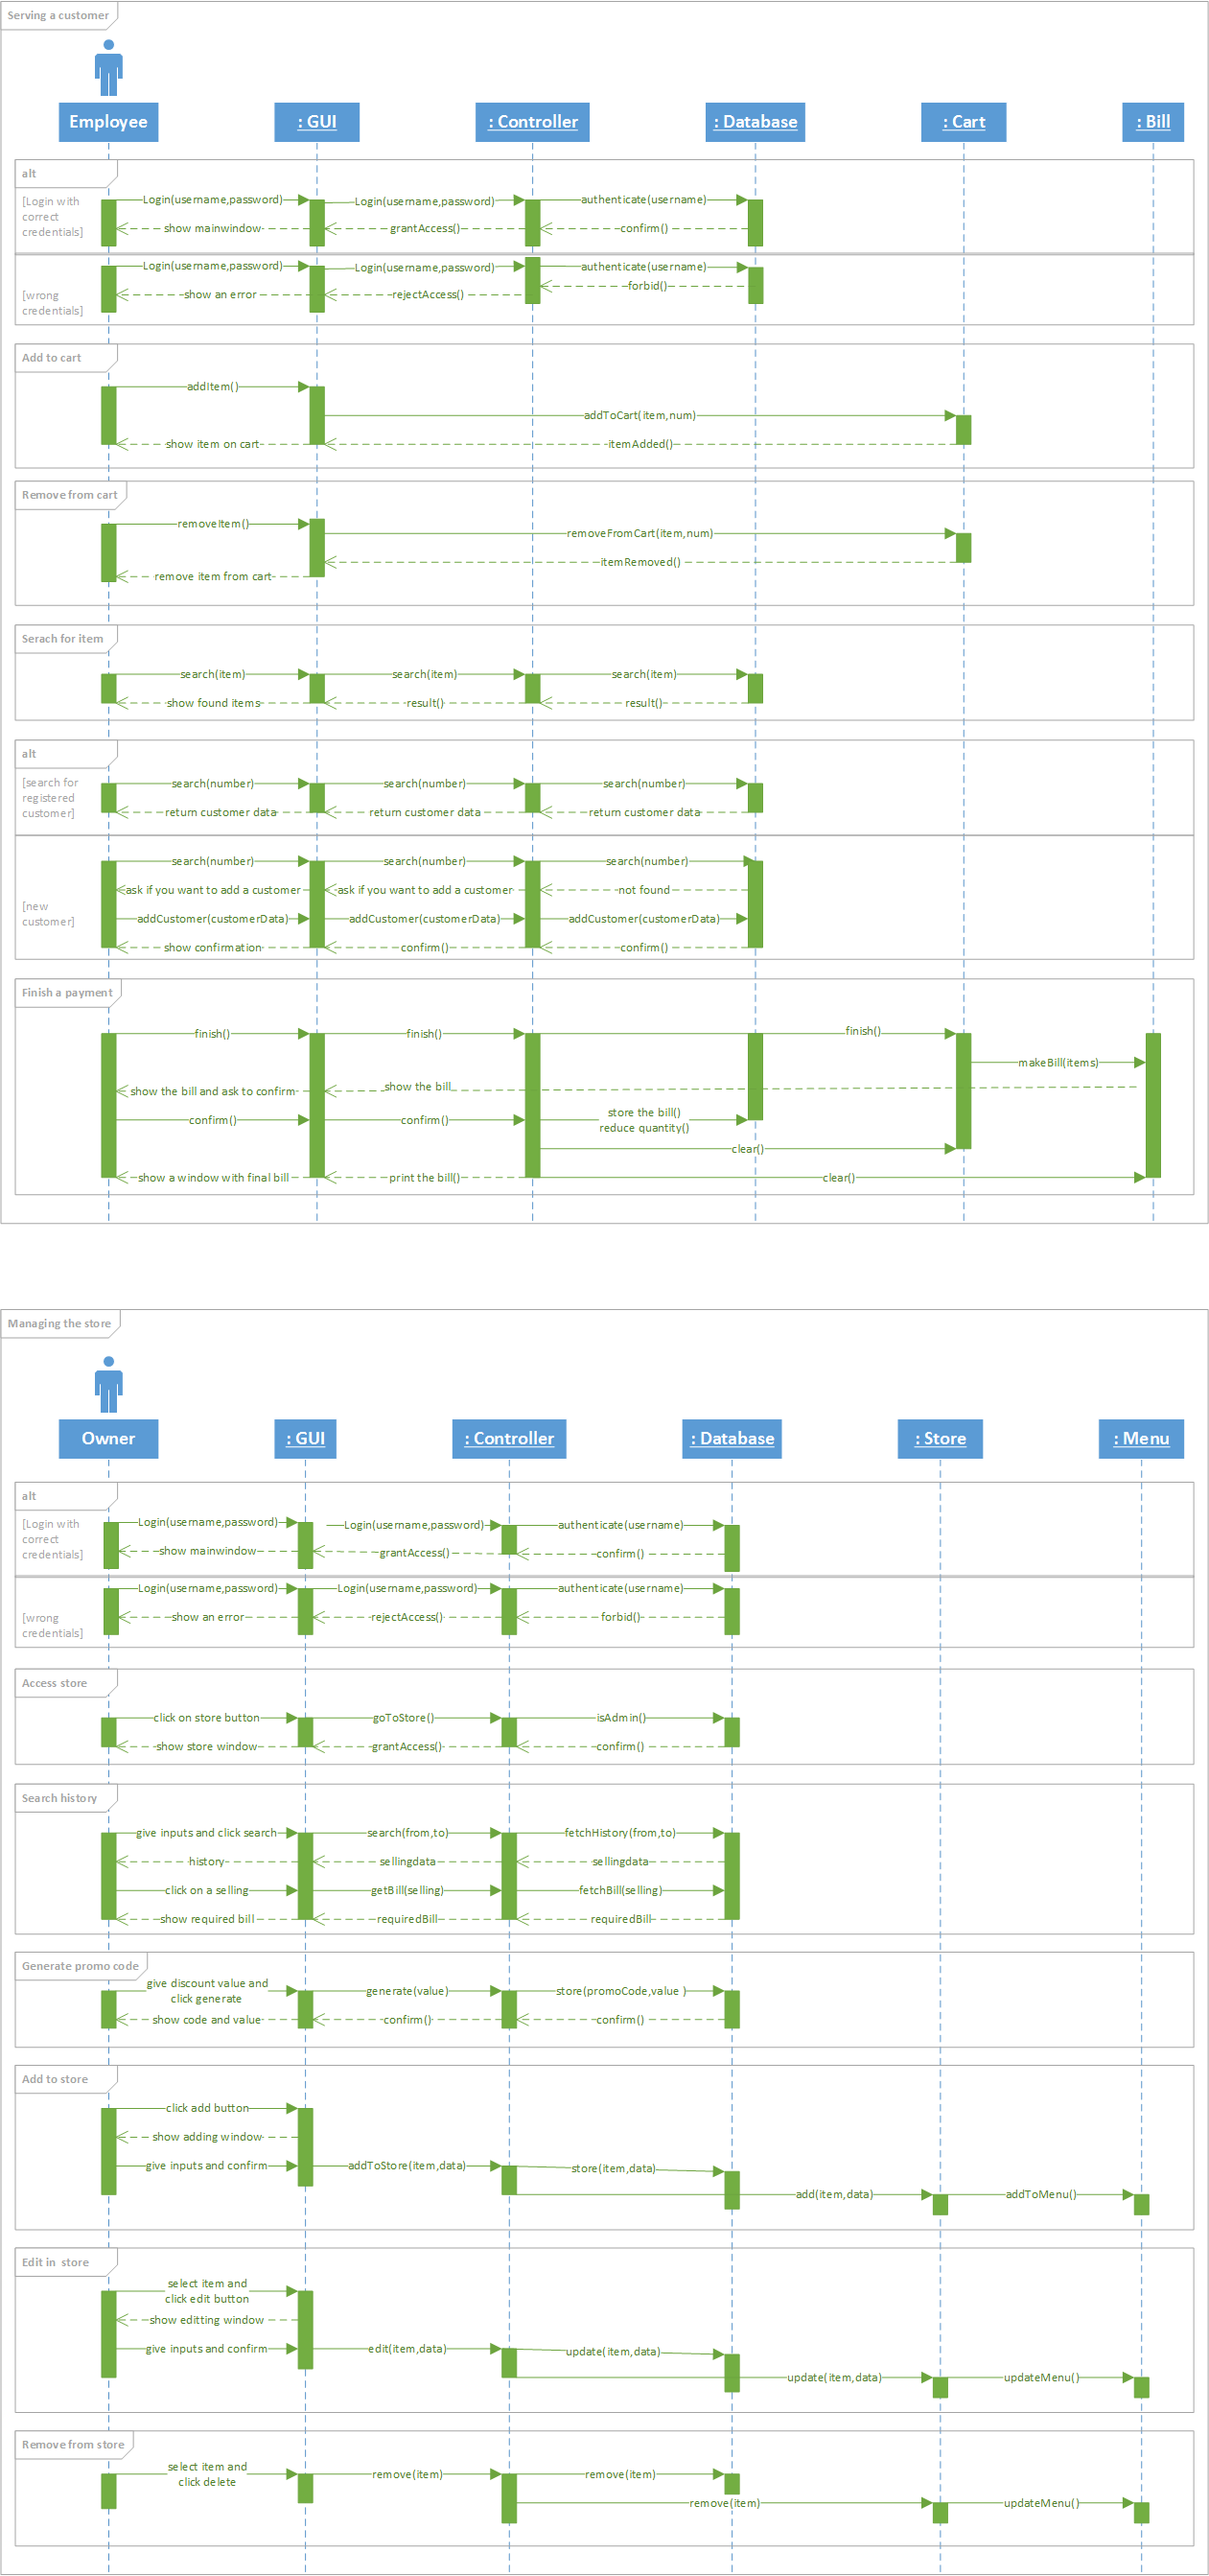 Serving a customer
Employee
: GUI
: Controller
: Database
: Cart
: Bill
alt
[Login with
correct
credentials]
Login(username,password)
Login(username,password)
authenticate(username)
show mainwindow
grantAccess()
confirm()
[wrong
credentials]
Login(username,password)
Login(username,password)
authenticate(username)
forbid()
show an error
rejectAccess()
Add to cart
addItem()
addToCart(item,num)
show item on cart
itemAdded()
Remove from cart
removeItem()
removeFromCart(item,num)
itemRemoved()
remove item from cart
Serach for item
search(item)
search(item)
search(item)
show found items
result()
result()
alt
[search for
registered
customer]
search(number)
search(number)
search(number)
return customer data
return customer data
return customer data
[new
customer]
search(number)
search(number)
search(number)
ask if you want to add a customer
ask if you want to add a customer
not found
addCustomer(customerData)
addCustomer(customerData)
addCustomer(customerData)
show confirmation
confirm()
confirm()
Finish a payment
finish()
finish()
finish()
makeBill(items)
show the bill and ask to confirm
show the bill
confirm()
confirm()
store the bill()
reduce quantity()
clear()
show a window with final bill
print the bill()
clear()
Managing the store
Owner
: GUI
: Controller
: Database
: Store
: Menu
alt
[Login with
correct
credentials]
Login(username,password)
Login(username,password)
authenticate(username)
show mainwindow
grantAccess()
confirm()
[wrong
credentials]
Login(username,password)
Login(username,password)
authenticate(username)
show an error
rejectAccess()
forbid()
Access store
click on store button
goToStore()
isAdmin()
show store window
grantAccess()
confirm()
Search history
give inputs and click search
search(from,to)
fetchHistory(from,to)
history
sellingdata
sellingdata
click on a selling
getBill(selling)
fetchBill(selling)
show required bill
requiredBill
requiredBill
Generate promo code
give discount value and
click generate
generate(value)
store(promoCode,value )
show code and value
confirm()
confirm()
Add to store
click add button
show adding window
give inputs and confirm
addToStore(item,data)
store(item,data)
add(item,data)
addToMenu()
Edit in  store
select item and
click edit button
show editting window
give inputs and confirm
edit(item,data)
update(item,data)
update(item,data)
updateMenu()
Remove from store
select item and
click delete
remove(item)
remove(item)
remove(item)
updateMenu()